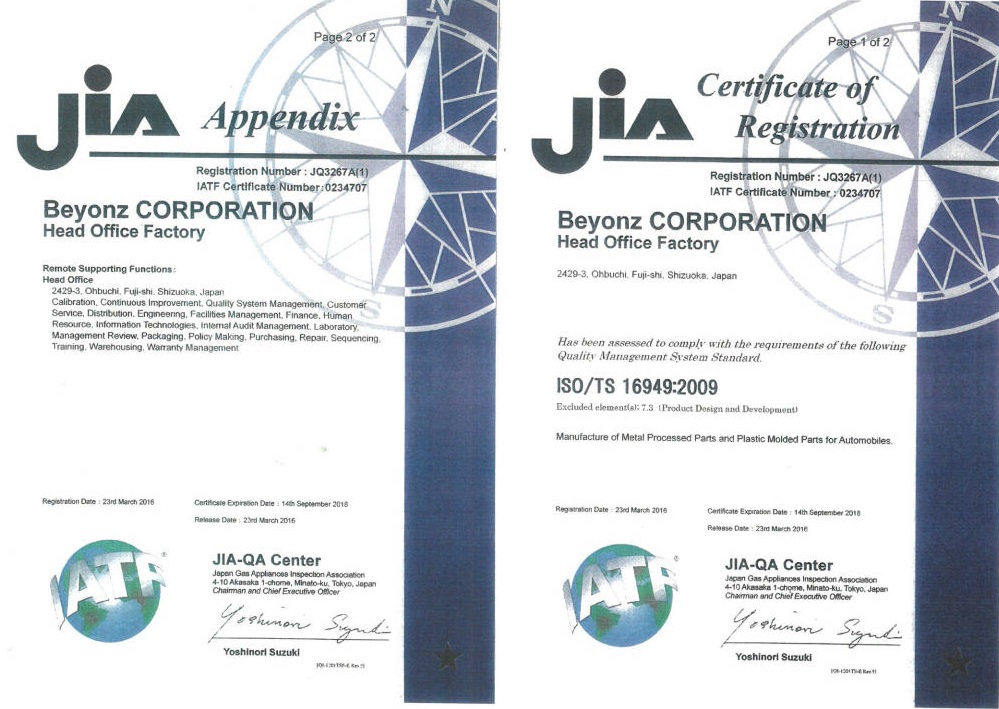 N
Page 2 of 2
JIA
Appendix
Registration Number : JQ3267A(1)
IATF Certificate Number: 0234707
Beyonz CORPORATION
Head Office Factory
Remote Supporting Functions:
Head Office
2429-3, Ohbuchi, Fuji-shi, Shizuoka, Japan
Calibration, Continuous Improvement, Quality System Management, Customer
Service, Distribution, Engineering, Facilities Management, Finance, Human
Resource, Information Technologies, Internal Audit Management, Laboratory,
Management Review, Packaging, Policy Making, Purchasing, Repair, Sequencing,
Training, Warehousing, Warranty Management
S
Registration Date : 23rd March 2016
Certificate Expiration Date : 14th September 2018
Release Date : 23rd March 2016
IATF
®
JIA-QA Center
Japan Gas Appliances Inspection Association
4-10 Akasaka 1-chome, Minato-ku, Tokyo, Japan
Chairman and Chief Executive Officer
Yoshinori Suzuki
Yoshinori Suzuki
N
Page 1 of 2
JIA
Certificate of
Registration
Registration Number : JQ3267A(1)
IATF Certificate Number : 0234707
Beyonz CORPORATION
Head Office Factory
2429-3, Ohbuchi, Fuji-shi, Shizuoka, Japan
S
Has been assessed to comply with the requirements of the following
Quality Management System Standard.
ISO/TS 16949:2009
Excluded element(s): 7.3 (Product Design and Development)
Manufacture of Metal Processed Parts and Plastic Molded Parts for Automobiles.
Registration Date : 23rd March 2016
Certificate Expiration Date : 14th September 2018
Release Date : 23rd March 2016
IATF
®
JIA-QA Center
Japan Gas Appliances Inspection Association
4-10 Akasaka 1-chome, Minato-ku, Tokyo, Japan
Chairman and Chief Executive Officer
Yoshinori Suzuki
Yoshinori Suzuki